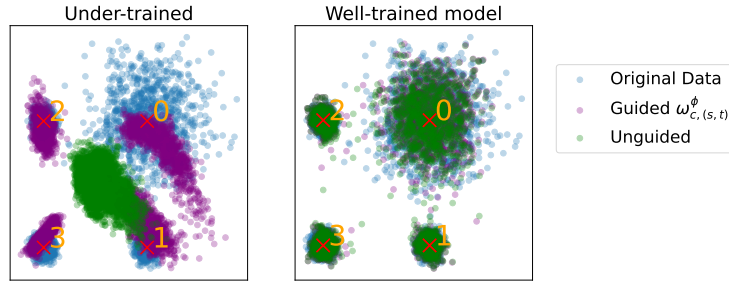 Under-trained
2
0
3
1
Well-trained model
2
0
3
1
Original Data
Guided ω^ϕ_{c,(s,t)}
Unguided